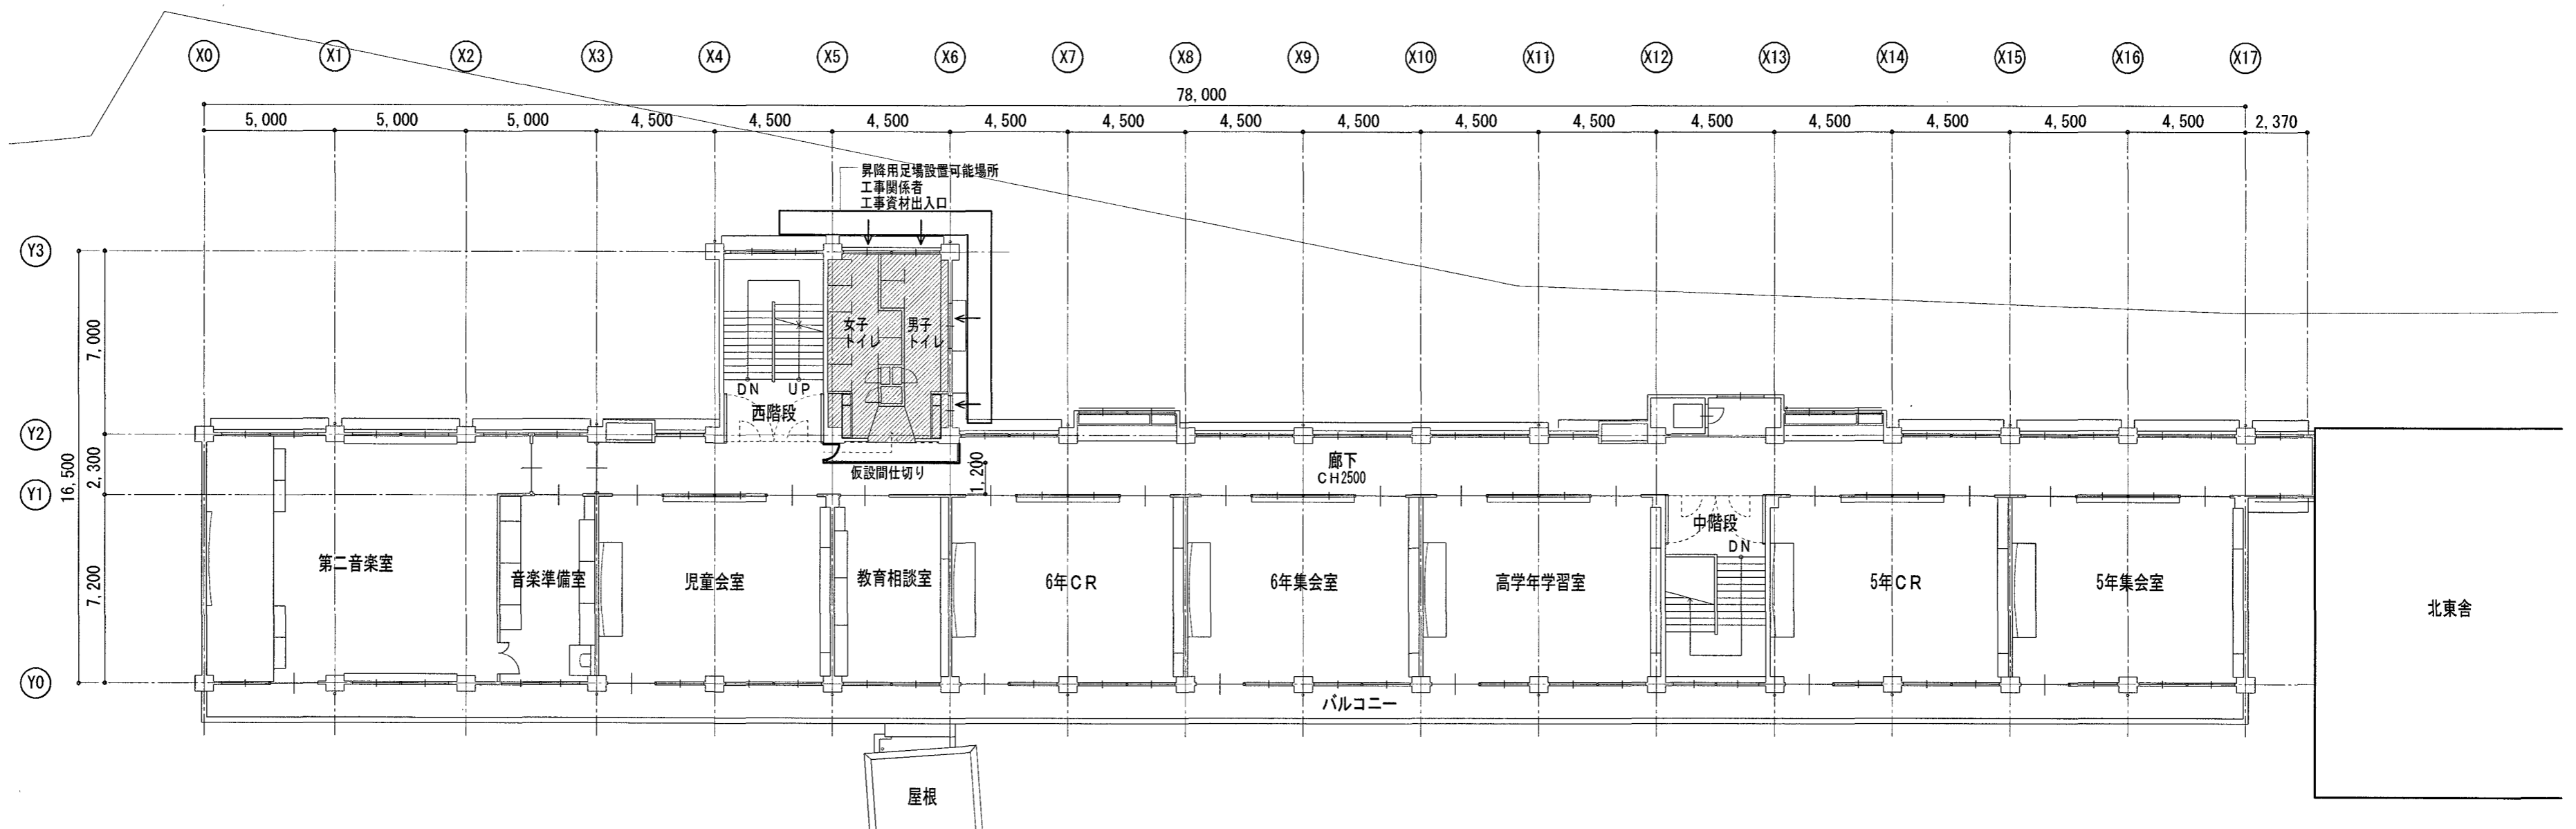 X0 X1 X2 X3 X4 X5 X6 X7 X8 X9 X10 X11 X12 X13 X14 X15 X16 X17
78,000
5,000 5,000 5,000 4,500 4,500 4,500 4,500 4,500 4,500 4,500 4,500 4,500 4,500 4,500 4,500 4,500 4,500 2,370
昇降用足場設置可能場所
工事関係者
工事資材出入口
Y3
7,000
女子
トイレ
男子
トイレ
DN UP
西階段
Y2
16,500
2,300
仮設間仕切り
1,200
廊下
CH2500
Y1
中階段
DN
7,200
第二音楽室
音楽準備室
児童会室
教育相談室
6年CR
6年集会室
高学年学習室
5年CR
5年集会室
北東舎
Y0
バルコニー
屋根